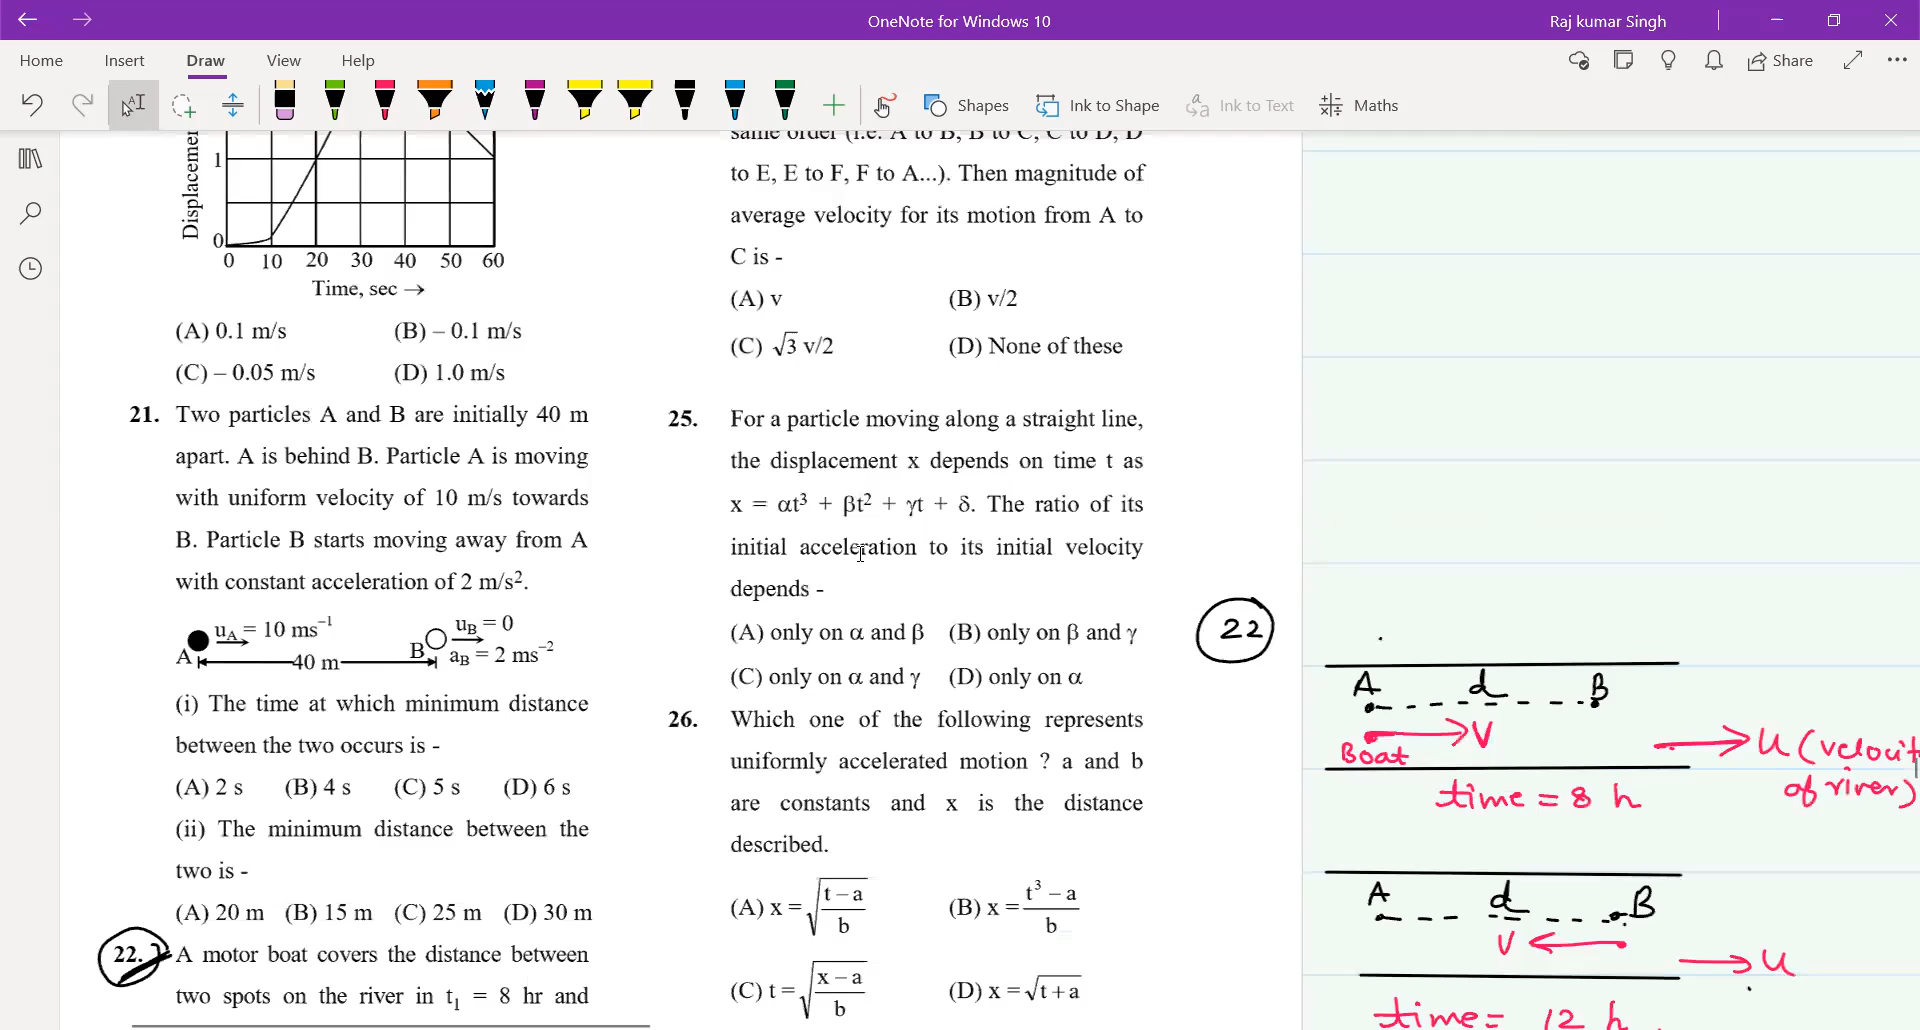 OneNote for Windows 10
Raj kumar Singh
Home Insert Draw View Help
Share
Shapes Ink to Shape Ink to Text Maths
Displacemen
1
0
0 10 20 30 40 50 60
Time, sec →
(A) 0.1 m/s (B) – 0.1 m/s
(C) – 0.05 m/s (D) 1.0 m/s
21. Two particles A and B are initially 40 m
apart. A is behind B. Particle A is moving
with uniform velocity of 10 m/s towards
B. Particle B starts moving away from A
with constant acceleration of 2 m/s².
u_A = 10 ms⁻¹ u_B = 0
A 40 m B a_B = 2 ms⁻²
(i) The time at which minimum distance
between the two occurs is -
(A) 2 s (B) 4 s (C) 5 s (D) 6 s
(ii) The minimum distance between the
two is -
(A) 20 m (B) 15 m (C) 25 m (D) 30 m
22. A motor boat covers the distance between
two spots on the river in t₁ = 8 hr and
same order (i.e. A to B, B to C, C to D, D
to E, E to F, F to A...). Then magnitude of
average velocity for its motion from A to
C is -
(A) v (B) v/2
(C) √3 v/2 (D) None of these
25. For a particle moving along a straight line,
the displacement x depends on time t as
x = αt³ + βt² + γt + δ. The ratio of its
initial acceleration to its initial velocity
depends -
(A) only on α and β (B) only on β and γ
(C) only on α and γ (D) only on α
26. Which one of the following represents
uniformly accelerated motion ? a and b
are constants and x is the distance
described.
(A) x = √((t – a)/b) (B) x = (t³ – a)/b
(C) t = √((x – a)/b) (D) x = √(t + a)
22
A d B
Boat V U (velocit
of river)
time = 8 h
A d B
V U
time = 12 h